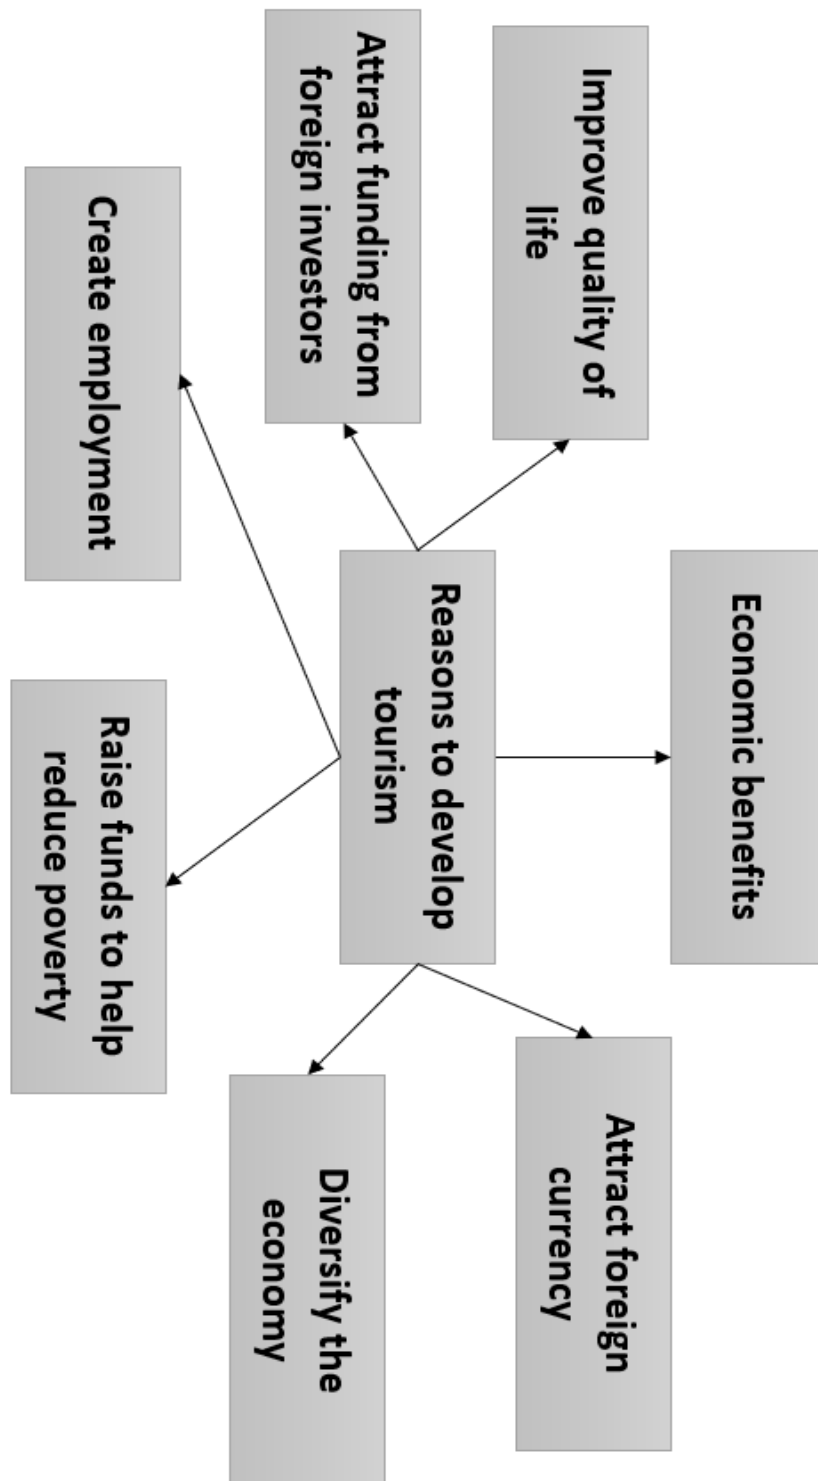 Economic benefits
Improve quality of
life
Attract foreign
currency
Reasons to develop
tourism
Attract funding from
foreign investors
Diversify the
economy
Create employment
Raise funds to help
reduce poverty